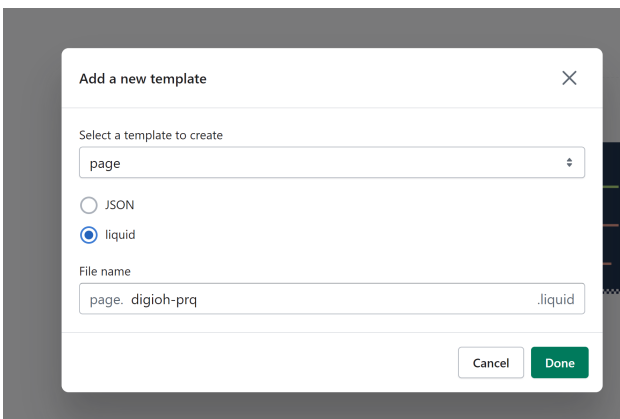 Add a new template
Select a template to create
page
JSON
liquid
File name
page. digioh-prq .liquid
Cancel Done